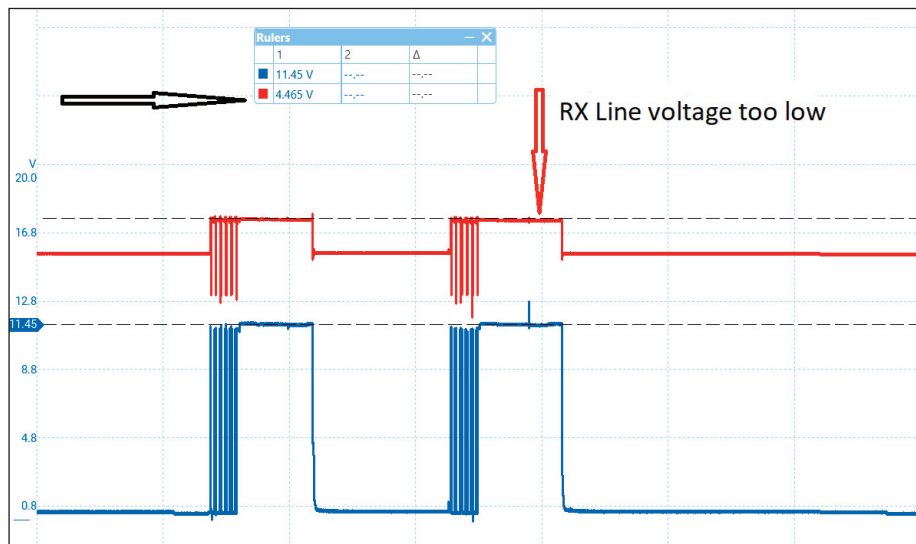 Rulers
1 2 Δ
11.45 V --.-- --.--
4.465 V --.-- --.--
RX Line voltage too low
V
20.0
16.8
12.8
11.45
8.8
4.8
0.8